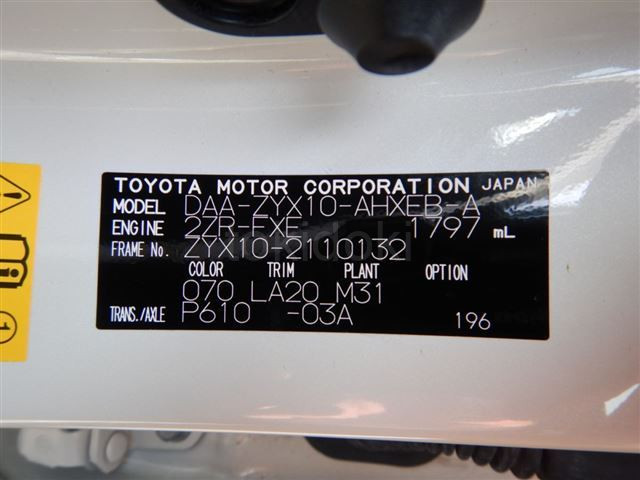 TOYOTA MOTOR CORPORATION JAPAN
MODEL DAA-ZYX10-AHXEB-A
ENGINE 2ZR-FXE 1797 mL
FRAME No. ZYX10-2110132
COLOR TRIM PLANT OPTION
070 LA20 M31
TRANS./AXLE P610 -03A 196
1